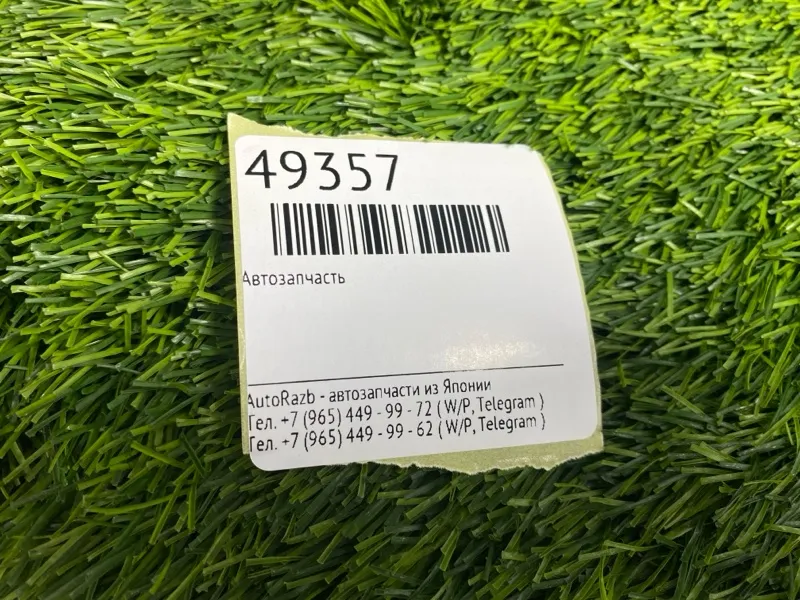 49357
Автозапчасть
AutoRazb - автозапчасти из Японии
Тел. +7 (965) 449 - 99 - 72 ( W/P, Telegram )
Тел. +7 (965) 449 - 99 - 62 ( W/P, Telegram )